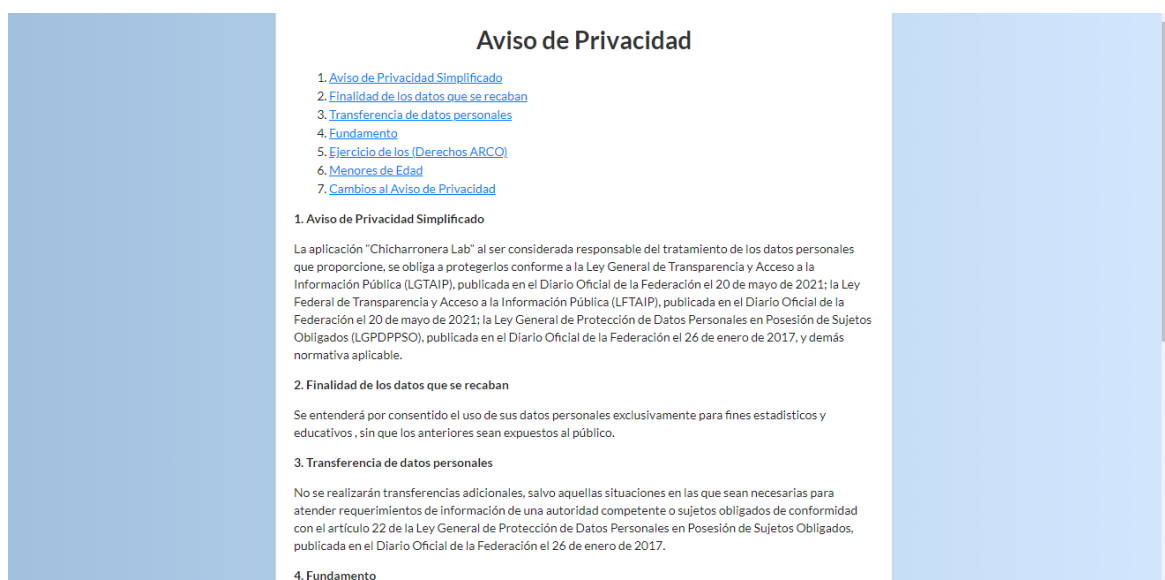 Aviso de Privacidad
1. Aviso de Privacidad Simplificado
2. Finalidad de los datos que se recaban
3. Transferencia de datos personales
4. Fundamento
5. Ejercicio de los (Derechos ARCO)
6. Menores de Edad
7. Cambios al Aviso de Privacidad
1. Aviso de Privacidad Simplificado
La aplicación "Chicharronera Lab" al ser considerada responsable del tratamiento de los datos personales
que proporcione, se obliga a protegerlos conforme a la Ley General de Transparencia y Acceso a la
Información Pública (LGTAIP), publicada en el Diario Oficial de la Federación el 20 de mayo de 2021; la Ley
Federal de Transparencia y Acceso a la Información Pública (LFTAIP), publicada en el Diario Oficial de la
Federación el 20 de mayo de 2021; la Ley General de Protección de Datos Personales en Posesión de Sujetos
Obligados (LGPDPPSO), publicada en el Diario Oficial de la Federación el 26 de enero de 2017, y demás
normativa aplicable.
2. Finalidad de los datos que se recaban
Se entenderá por consentido el uso de sus datos personales exclusivamente para fines estadisticos y
educativos , sin que los anteriores sean expuestos al público.
3. Transferencia de datos personales
No se realizarán transferencias adicionales, salvo aquellas situaciones en las que sean necesarias para
atender requerimientos de información de una autoridad competente o sujetos obligados de conformidad
con el artículo 22 de la Ley General de Protección de Datos Personales en Posesión de Sujetos Obligados,
publicada en el Diario Oficial de la Federación el 26 de enero de 2017.
4. Fundamento